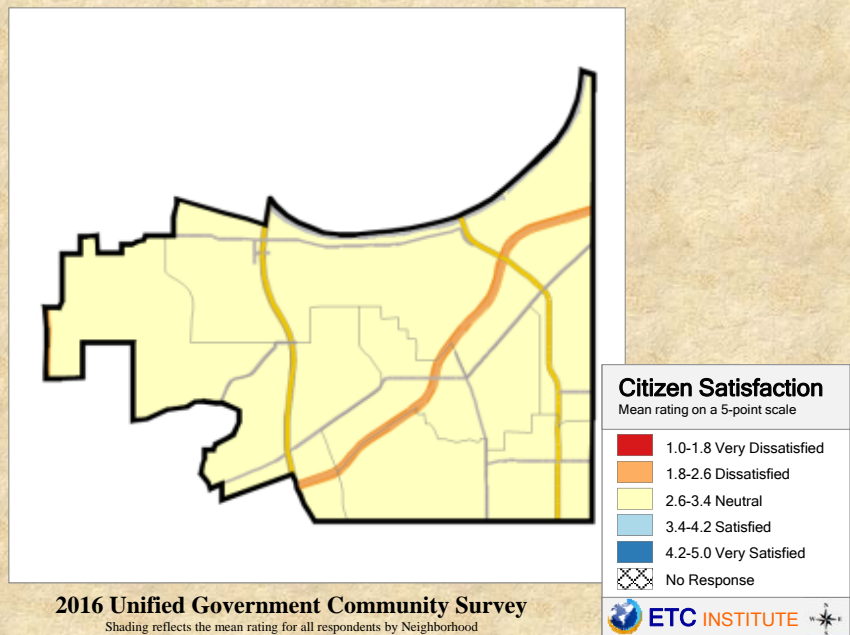 Citizen Satisfaction
Mean rating on a 5-point scale
1.0-1.8 Very Dissatisfied
1.8-2.6 Dissatisfied
2.6-3.4 Neutral
3.4-4.2 Satisfied
4.2-5.0 Very Satisfied
No Response
2016 Unified Government Community Survey
Shading reflects the mean rating for all respondents by Neighborhood
ETC INSTITUTE
N
W E
S